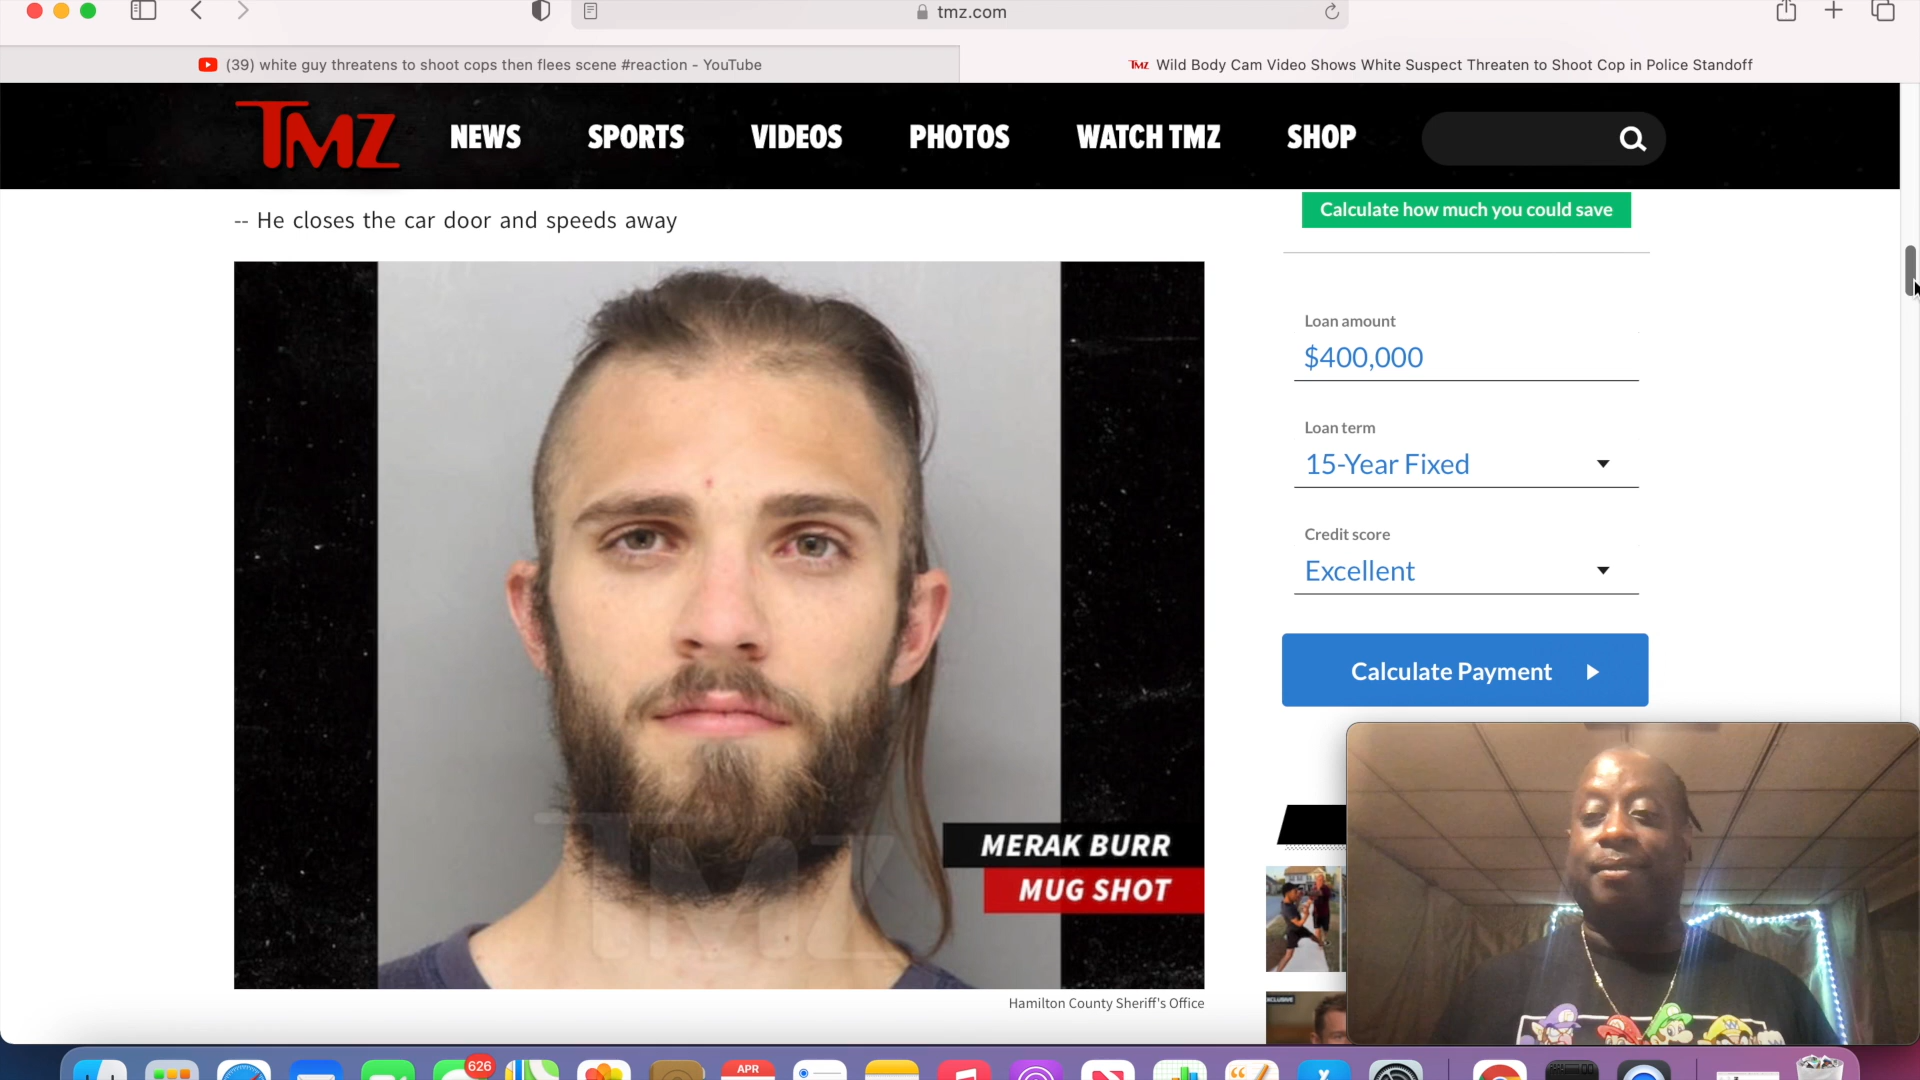 tmz.com
(39) white guy threatens to shoot cops then flees scene #reaction - YouTube
TMZ Wild Body Cam Video Shows White Suspect Threaten to Shoot Cop in Police Standoff
TMZ NEWS SPORTS VIDEOS PHOTOS WATCH TMZ SHOP
-- He closes the car door and speeds away
Calculate how much you could save
Loan amount
$400,000
Loan term
15-Year Fixed
Credit score
Excellent
Calculate Payment
TMZ
MERAK BURR
MUG SHOT
Hamilton County Sheriff's Office
626
APR